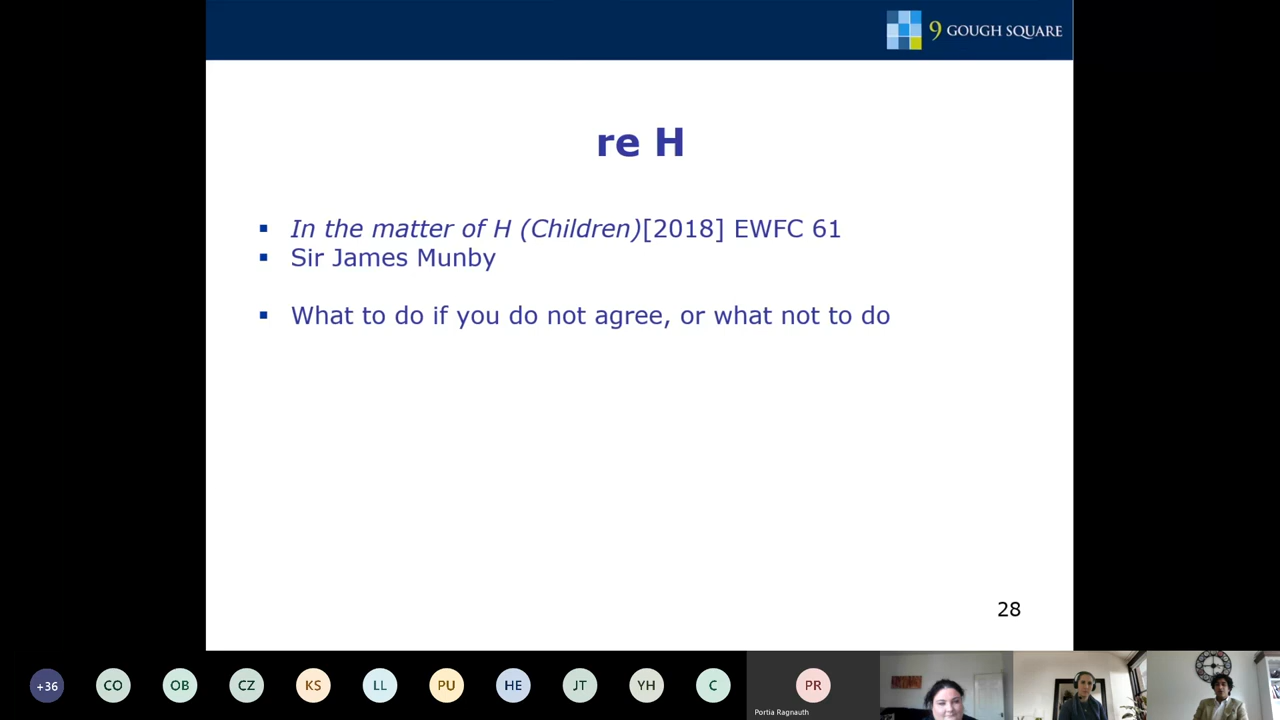 9 GOUGH SQUARE
re H
In the matter of H (Children)[2018] EWFC 61
Sir James Munby
What to do if you do not agree, or what not to do
28
+36
CO
OB
CZ
KS
LL
PU
HE
JT
YH
C
PR
Portia Ragnauth